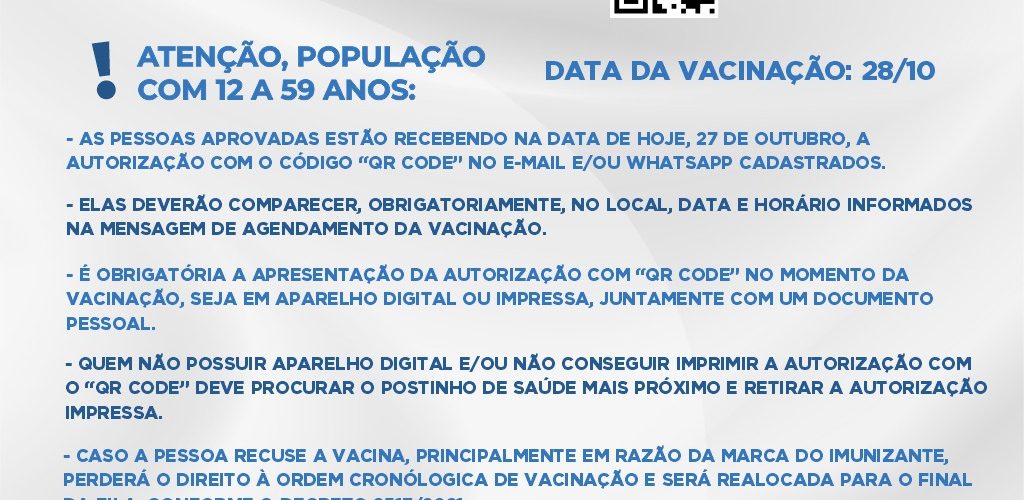 ! ATENÇÃO, POPULAÇÃO
COM 12 A 59 ANOS:
DATA DA VACINAÇÃO: 28/10
- AS PESSOAS APROVADAS ESTÃO RECEBENDO NA DATA DE HOJE, 27 DE OUTUBRO, A
AUTORIZAÇÃO COM O CÓDIGO “QR CODE” NO E-MAIL E/OU WHATSAPP CADASTRADOS.
- ELAS DEVERÃO COMPARECER, OBRIGATORIAMENTE, NO LOCAL, DATA E HORÁRIO INFORMADOS
NA MENSAGEM DE AGENDAMENTO DA VACINAÇÃO.
- É OBRIGATÓRIA A APRESENTAÇÃO DA AUTORIZAÇÃO COM “QR CODE” NO MOMENTO DA
VACINAÇÃO, SEJA EM APARELHO DIGITAL OU IMPRESSA, JUNTAMENTE COM UM DOCUMENTO
PESSOAL.
- QUEM NÃO POSSUIR APARELHO DIGITAL E/OU NÃO CONSEGUIR IMPRIMIR A AUTORIZAÇÃO COM
O “QR CODE” DEVE PROCURAR O POSTINHO DE SAÚDE MAIS PRÓXIMO E RETIRAR A AUTORIZAÇÃO
IMPRESSA.
- CASO A PESSOA RECUSE A VACINA, PRINCIPALMENTE EM RAZÃO DA MARCA DO IMUNIZANTE,
PERDERÁ O DIREITO À ORDEM CRONÓLOGICA DE VACINAÇÃO E SERÁ REALOCADA PARA O FINAL
DA FILA, CONFORME O DECRETO